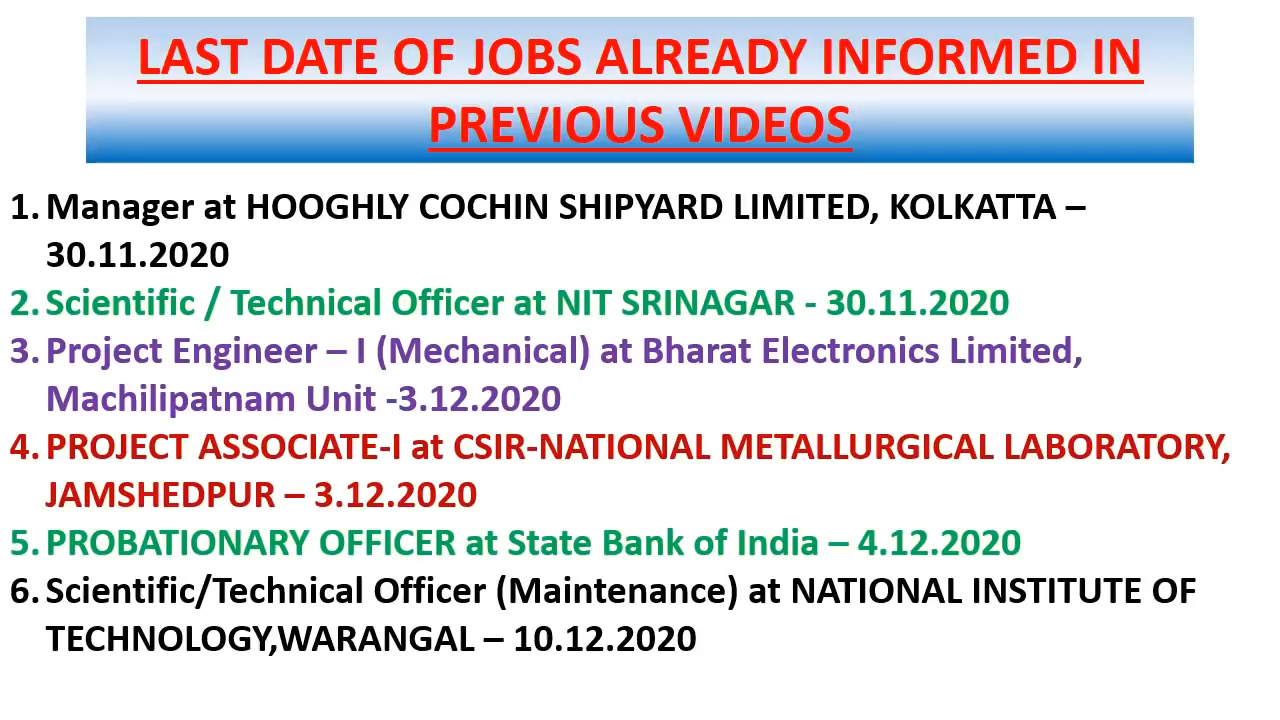 LAST DATE OF JOBS ALREADY INFORMED IN
PREVIOUS VIDEOS
1. Manager at HOOGHLY COCHIN SHIPYARD LIMITED, KOLKATTA –
30.11.2020
2. Scientific / Technical Officer at NIT SRINAGAR - 30.11.2020
3. Project Engineer – I (Mechanical) at Bharat Electronics Limited,
Machilipatnam Unit -3.12.2020
4. PROJECT ASSOCIATE-I at CSIR-NATIONAL METALLURGICAL LABORATORY,
JAMSHEDPUR – 3.12.2020
5. PROBATIONARY OFFICER at State Bank of India – 4.12.2020
6. Scientific/Technical Officer (Maintenance) at NATIONAL INSTITUTE OF
TECHNOLOGY,WARANGAL – 10.12.2020